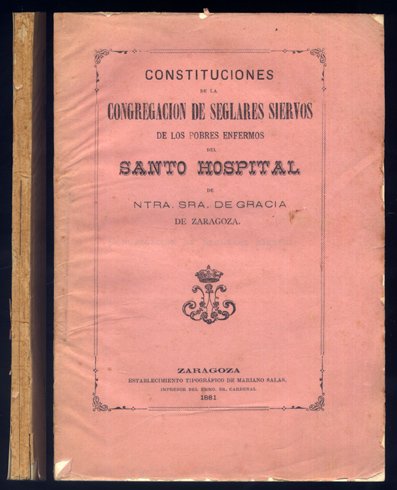 CONSTITUCIONES
DE LA
CONGREGACION DE SEGLARES SIERVOS
DE LOS POBRES ENFERMOS
DEL
SANTO HOSPITAL
DE
NTRA. SRA. DE GRACIA
DE ZARAGOZA.
ZARAGOZA
ESTABLECIMIENTO TIPOGRÁFICO DE MARIANO SALAS,
IMPRESOR DEL EXMO. SR. CARDENAL
1881